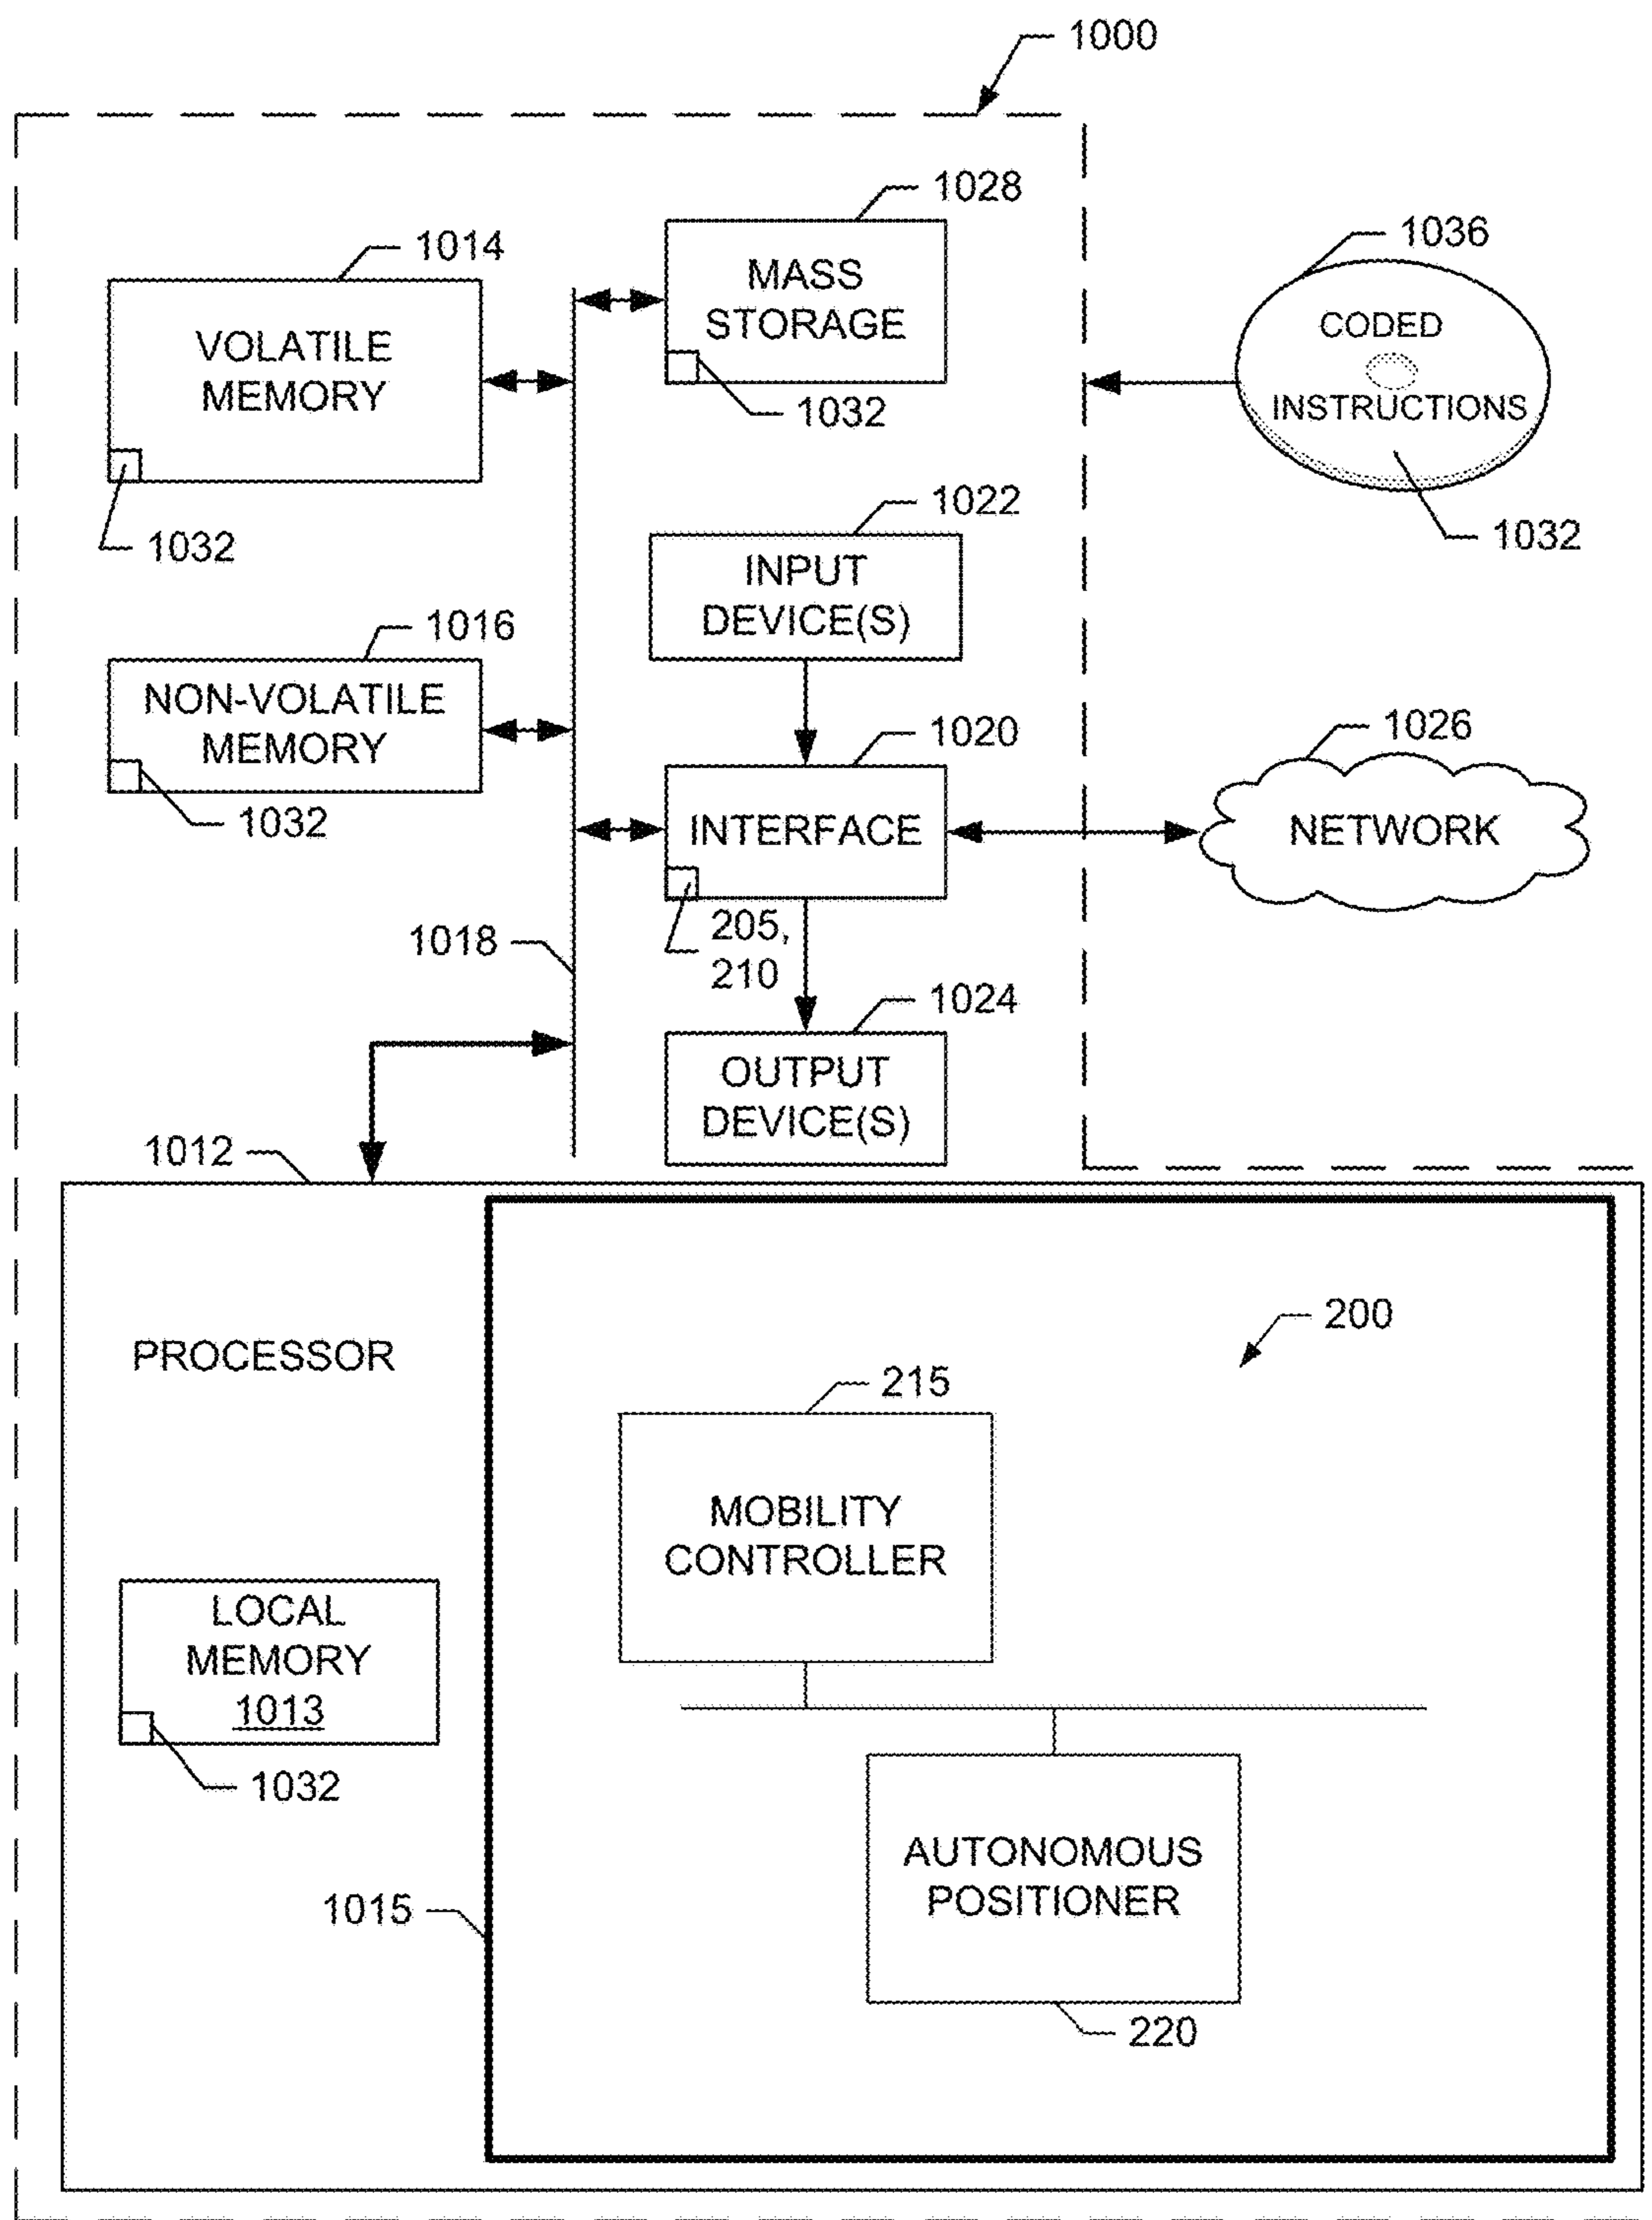 1000
1028
1014
MASS
STORAGE
1036
CODED
INSTRUCTIONS
VOLATILE
MEMORY
1032
1032
1032
1022
INPUT
DEVICE(S)
1016
NON-VOLATILE
MEMORY
1032
1020
INTERFACE
1026
NETWORK
205,
210
1018
1024
OUTPUT
DEVICE(S)
1012
PROCESSOR
200
215
MOBILITY
CONTROLLER
LOCAL
MEMORY
1013
1032
AUTONOMOUS
POSITIONER
1015
220